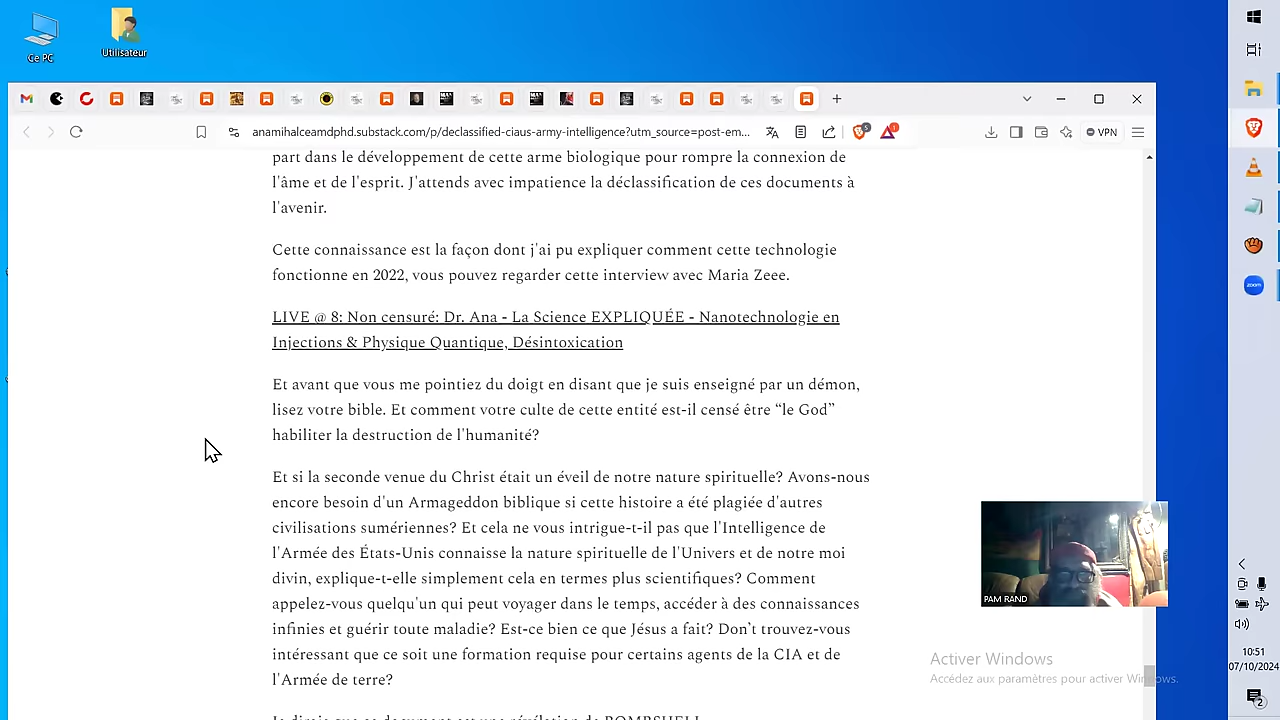 Ce PC
Utilisateur
anamihalceamdphd.substack.com/p/declassified-ciaus-army-intelligence?utm_source=post-em...
VPN
part dans le développement de cette arme biologique pour rompre la connexion de
l'âme et de l'esprit. J'attends avec impatience la déclassification de ces documents à
l'avenir.
Cette connaissance est la façon dont j'ai pu expliquer comment cette technologie
fonctionne en 2022, vous pouvez regarder cette interview avec Maria Zeee.
LIVE @ 8: Non censuré: Dr. Ana - La Science EXPLIQUÉE - Nanotechnologie en
Injections & Physique Quantique, Désintoxication
Et avant que vous me pointiez du doigt en disant que je suis enseigné par un démon,
lisez votre bible. Et comment votre culte de cette entité est-il censé être “le God”
habiliter la destruction de l'humanité?
Et si la seconde venue du Christ était un éveil de notre nature spirituelle? Avons-nous
encore besoin d'un Armageddon biblique si cette histoire a été plagiée d'autres
civilisations sumériennes? Et cela ne vous intrigue-t-il pas que l'Intelligence de
l'Armée des États-Unis connaisse la nature spirituelle de l'Univers et de notre moi
divin, explique-t-elle simplement cela en termes plus scientifiques? Comment
appelez-vous quelqu'un qui peut voyager dans le temps, accéder à des connaissances
infinies et guérir toute maladie? Est-ce bien ce que Jésus a fait? Don’t trouvez-vous
intéressant que ce soit une formation requise pour certains agents de la CIA et de
l'Armée de terre?
Je dirais que ce document est une révélation de BOMPSHELL
PAM RAND
Activer Windows
Accédez aux paramètres pour activer Windows.
zoom
10:51
07/10/2024
2